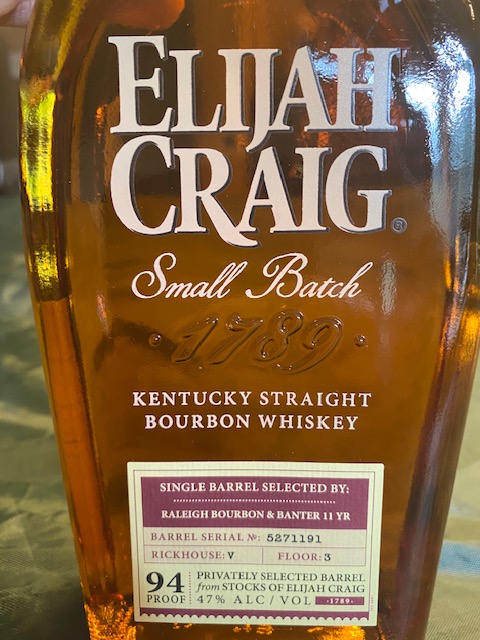 ELIJAH
CRAIG®
Small Batch
·1789·
KENTUCKY STRAIGHT
BOURBON WHISKEY
SINGLE BARREL SELECTED BY:
RALEIGH BOURBON & BANTER 11 YR
BARREL SERIAL №: 5271191
RICKHOUSE: V FLOOR: 3
94 PROOF
PRIVATELY SELECTED BARREL
from STOCKS OF ELIJAH CRAIG
47% ALC / VOL ·1789·